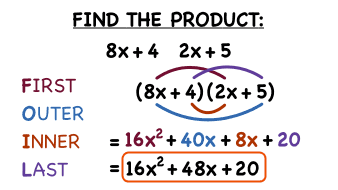 FIND THE PRODUCT:
8x + 4 2x + 5
FIRST (8x + 4)(2x + 5)
OUTER
INNER = 16x² + 40x + 8x + 20
LAST = 16x² + 48x + 20